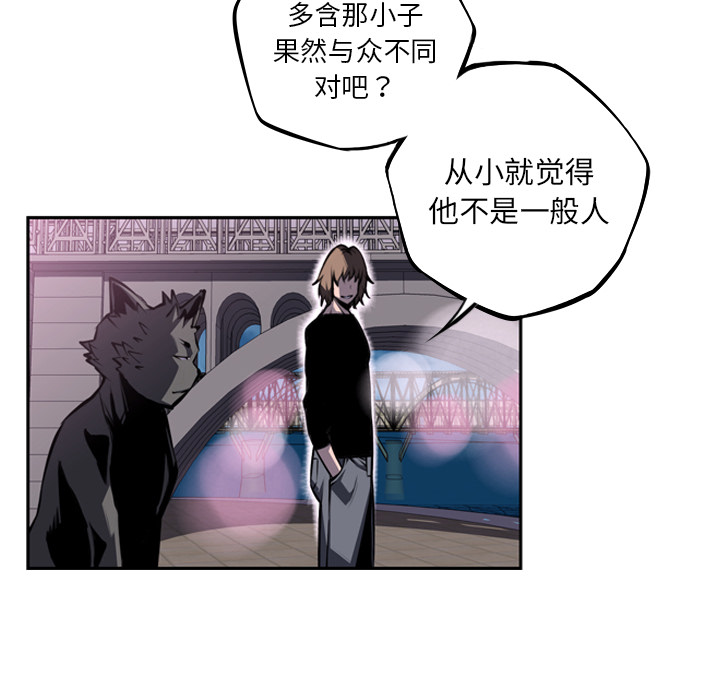 多含那小子
果然与众不同
对吧？
从小就觉得
他不是一般人